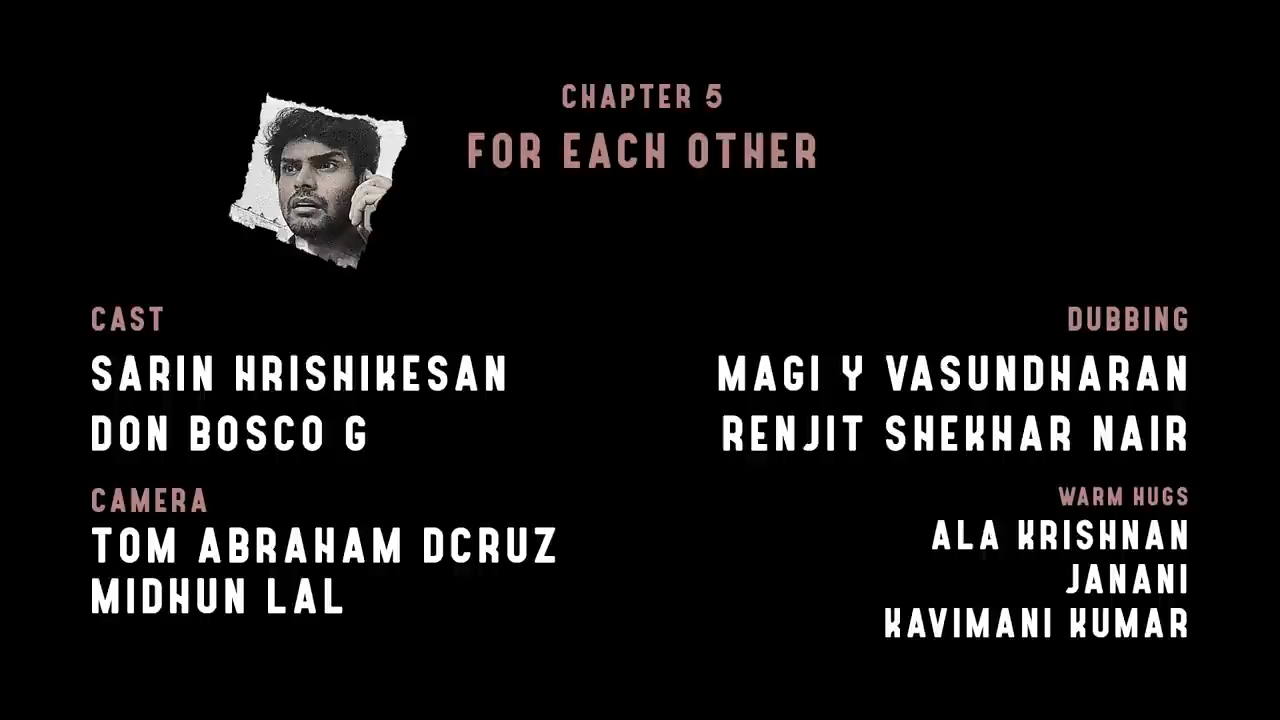 CHAPTER 5
FOR EACH OTHER
CAST
SARIN HRISHIKESAN
DON BOSCO G
CAMERA
TOM ABRAHAM DCRUZ
MIDHUN LAL
DUBBING
MAGI Y VASUNDHARAN
RENJIT SHEKHAR NAIR
WARM HUGS
ALA KRISHNAN
JANANI
KAVIMANI KUMAR